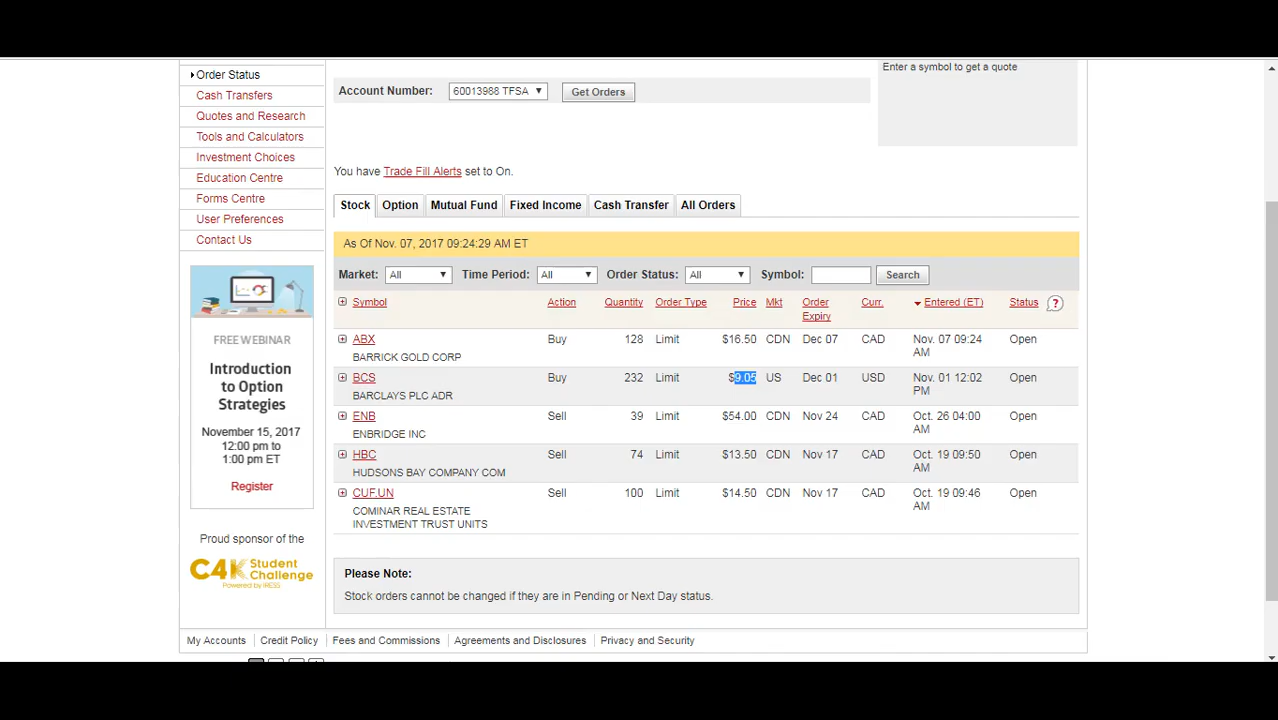 Order Status
Cash Transfers
Quotes and Research
Tools and Calculators
Investment Choices
Education Centre
Forms Centre
User Preferences
Contact Us
FREE WEBINAR
Introduction
to Option
Strategies
November 15, 2017
12:00 pm to
1:00 pm ET
Register
Proud sponsor of the
C4K Student
Challenge
Powered by IRESS
Account Number: 60013988 TFSA Get Orders
Enter a symbol to get a quote
You have Trade Fill Alerts set to On.
Stock Option Mutual Fund Fixed Income Cash Transfer All Orders
As Of Nov. 07, 2017 09:24:29 AM ET
Market: All Time Period: All Order Status: All Symbol: Search
Symbol Action Quantity Order Type Price Mkt Order Curr. Entered (ET) Status ?
Expiry
ABX Buy 128 Limit $16.50 CDN Dec 07 CAD Nov. 07 09:24 Open
BARRICK GOLD CORP AM
BCS Buy 232 Limit $9.05 US Dec 01 USD Nov. 01 12:02 Open
BARCLAYS PLC ADR PM
ENB Sell 39 Limit $54.00 CDN Nov 24 CAD Oct. 26 04:00 Open
ENBRIDGE INC AM
HBC Sell 74 Limit $13.50 CDN Nov 17 CAD Oct. 19 09:50 Open
HUDSONS BAY COMPANY COM AM
CUF.UN Sell 100 Limit $14.50 CDN Nov 17 CAD Oct. 19 09:46 Open
COMINAR REAL ESTATE AM
INVESTMENT TRUST UNITS
Please Note:
Stock orders cannot be changed if they are in Pending or Next Day status.
My Accounts Credit Policy Fees and Commissions Agreements and Disclosures Privacy and Security